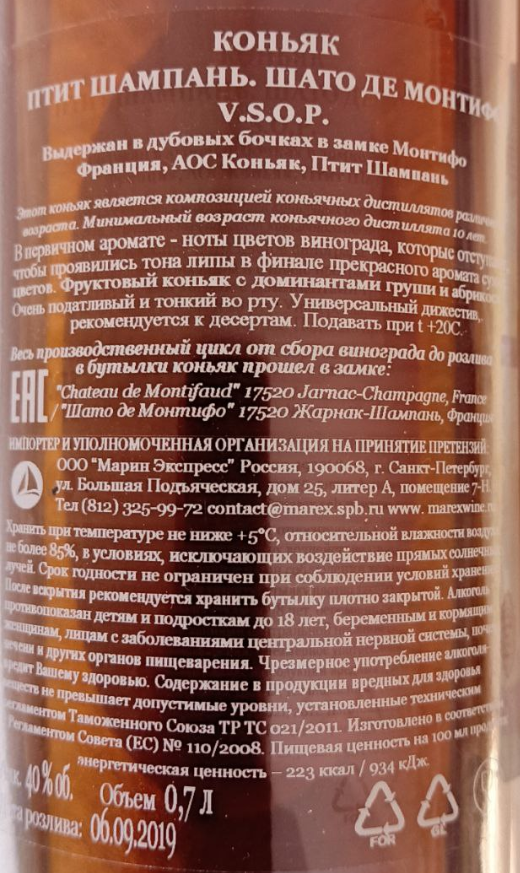 КОНЬЯК
ПТИТ ШАМПАНЬ. ШАТО ДЕ МОНТИФО
V.S.O.P.
Выдержан в дубовых бочках в замке Монтифо
Франция, АОС Коньяк, Птит Шампань
Этот коньяк является композицией коньячных дистиллятов
возраста. Минимальный возраст коньячного дистиллята 10 лет.
В первичном аромате - ноты цветов винограда, которые
чтобы проявились тона липы в финале прекрасного аромата
цветов. Фруктовый коньяк с доминантами груши и
Очень податливый и тонкий во рту. Универсальный дижестив,
рекомендуется к десертам. Подавать при t +20С.
Весь производственный цикл от сбора винограда до розлива
в бутылки коньяк прошел в замке:
EAC "Chateau de Montifaud" 17520 Jarnac-Champagne, France
/ "Шато де Монтифо" 17520 Жарнак-Шампань, Франция
ИМПОРТЕР И УПОЛНОМОЧЕННАЯ ОРГАНИЗАЦИЯ НА ПРИНЯТИЕ ПРЕТЕНЗИЙ:
ООО "Марин Экспресс" Россия, 190068, г. Санкт-Петербург,
ул. Большая Подъяческая, дом 25, литер А, помещение 7-Н
Тел (812) 325-99-72 contact@marex.spb.ru www. marexwine.ru
Хранить при температуре не ниже +5°С, относительной влажности воздуха
не более 85%, в условиях, исключающих воздействие прямых солнечных
лучей. Срок годности не ограничен при соблюдении условий хранения.
После вскрытия рекомендуется хранить бутылку плотно закрытой. Алкоголь
противопоказан детям и подросткам до 18 лет, беременным и кормящим
женщинам, лицам с заболеваниями центральной нервной системы,
печени и других органов пищеварения. Чрезмерное употребление алкоголя
вредит Вашему здоровью. Содержание в продукции вредных для здоровья
веществ не превышает допустимые уровни, установленные техническим
регламентом Таможенного Союза ТР ТС 021/2011. Изготовлено в соответствии
Регламентом Совета (ЕС) № 110/2008. Пищевая ценность на 100 мл
энергетическая ценность – 223 ккал / 934 кДж.
40% об. Объем 0,7 Л
розлива: 06.09.2019
FOR
GL